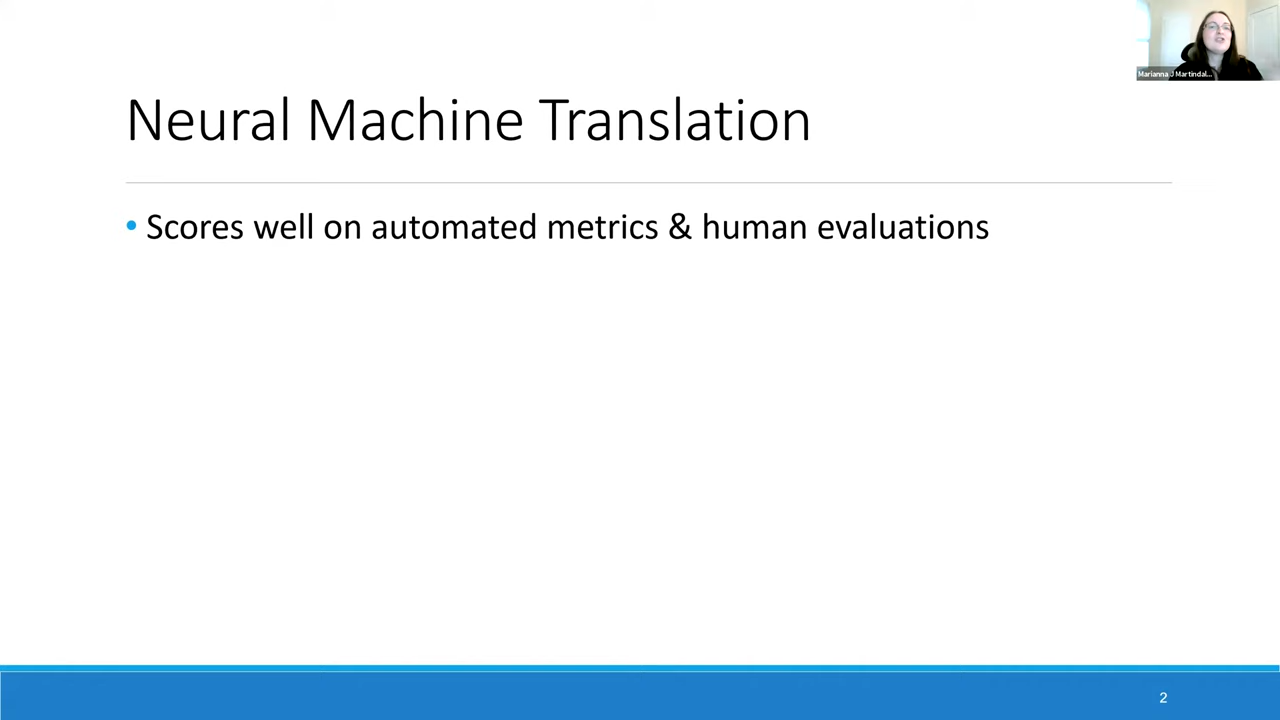 Marianna J Martindal...
Neural Machine Translation
• Scores well on automated metrics & human evaluations
2